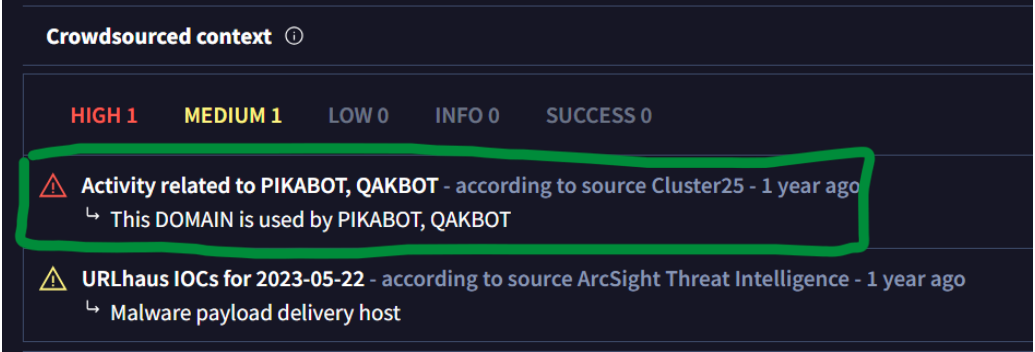 Crowdsourced context
HIGH 1 MEDIUM 1 LOW 0 INFO 0 SUCCESS 0
Activity related to PIKABOT, QAKBOT - according to source Cluster25 - 1 year ago
This DOMAIN is used by PIKABOT, QAKBOT
URLhaus IOCs for 2023-05-22 - according to source ArcSight Threat Intelligence - 1 year ago
Malware payload delivery host